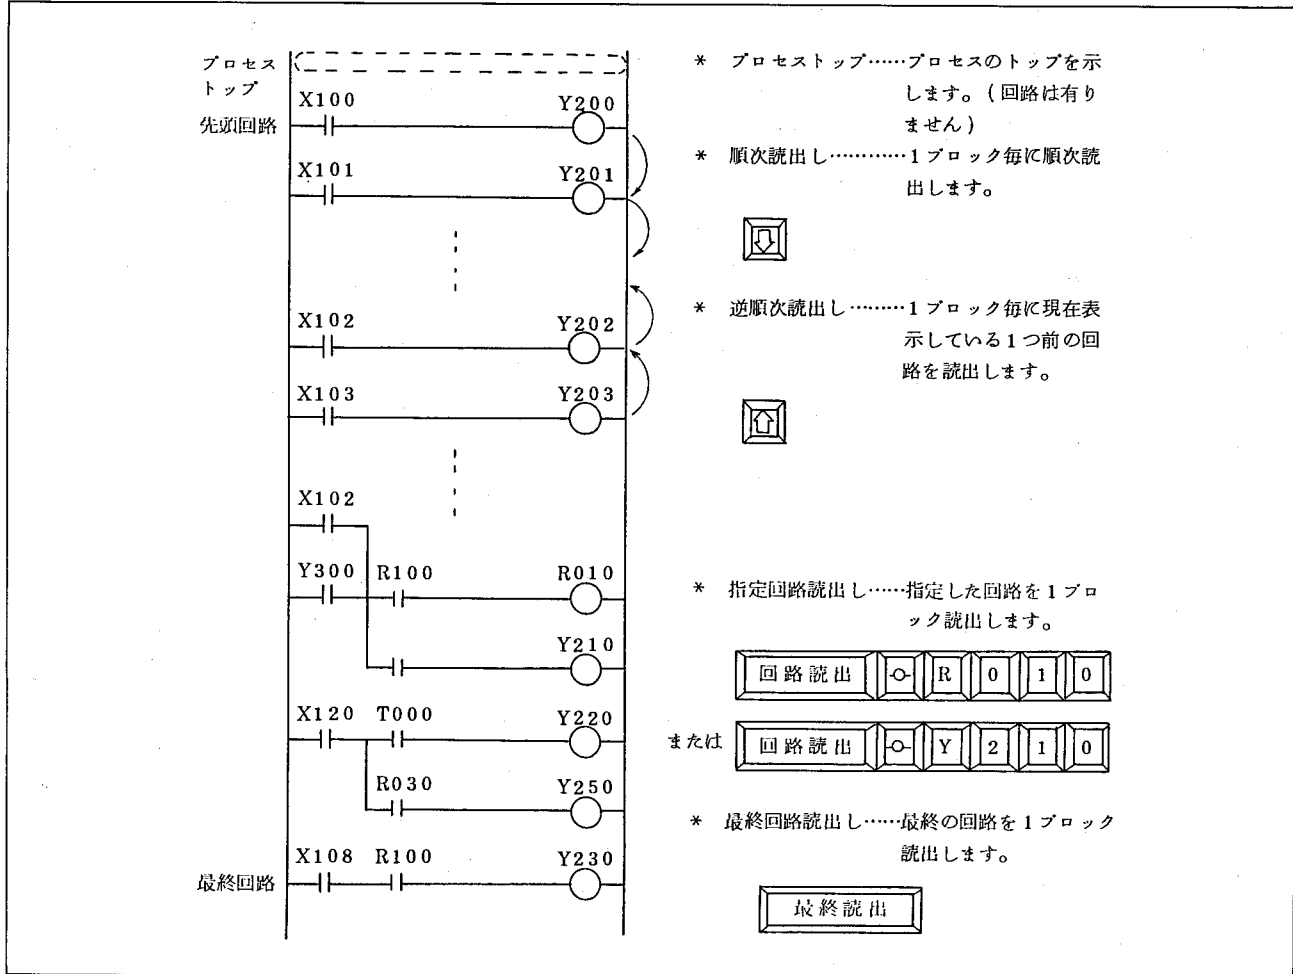 プロセス
トップ
X100 Y200
先頭回路
X101 Y201
X102 Y202
X103 Y203
X102
Y300 R100 R010
Y210
X120 T000 Y220
R030 Y250
X108 R100 Y230
最終回路
* プロセストップ……プロセスのトップを示
します。(回路は有り
ません)
* 順次読出し…………1ブロック毎に順次読
出します。
* 逆順次読出し………1ブロック毎に現在表
示している1つ前の回
路を読出します。
* 指定回路読出し……指定した回路を1ブロ
ック読出します。
回路読出 R 0 1 0
または 回路読出 Y 2 1 0
* 最終回路読出し……最終の回路を1ブロック
読出します。
最終読出